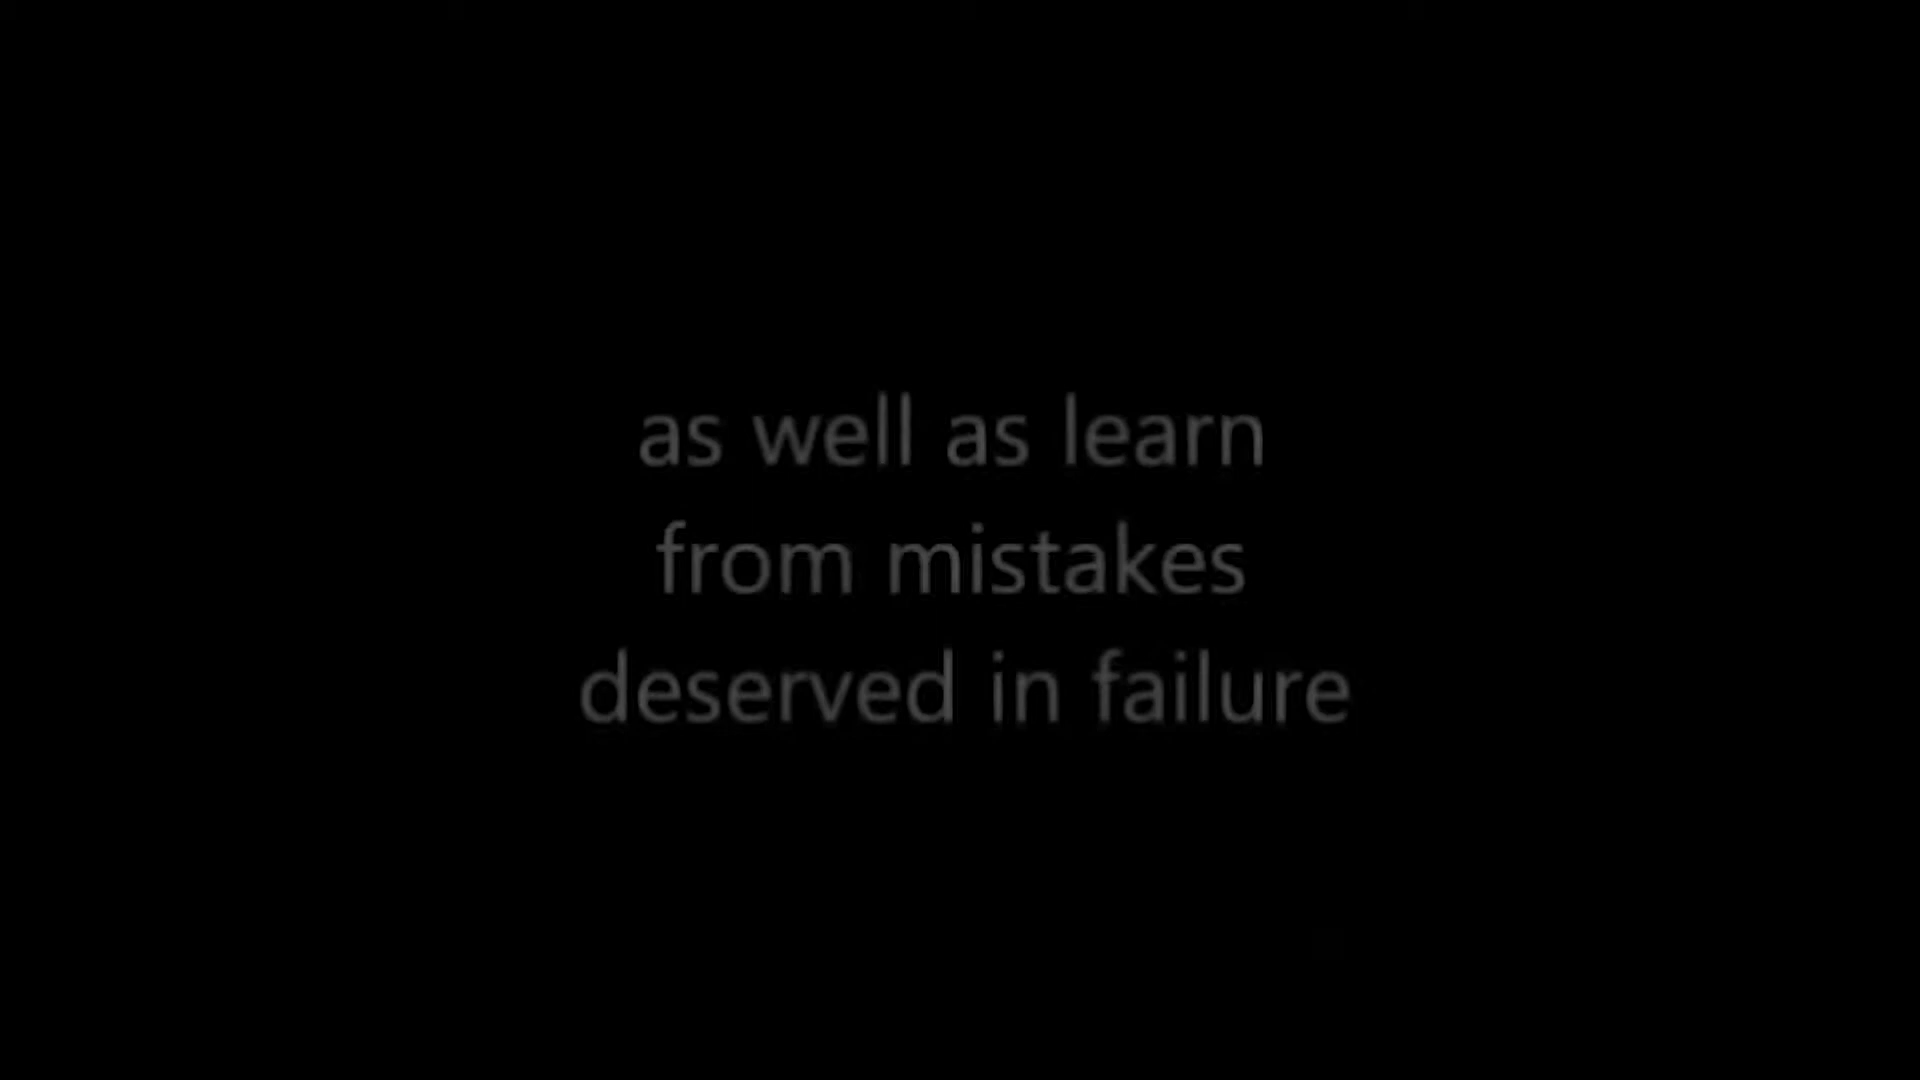 as well as learn
from mistakes
deserved in failure